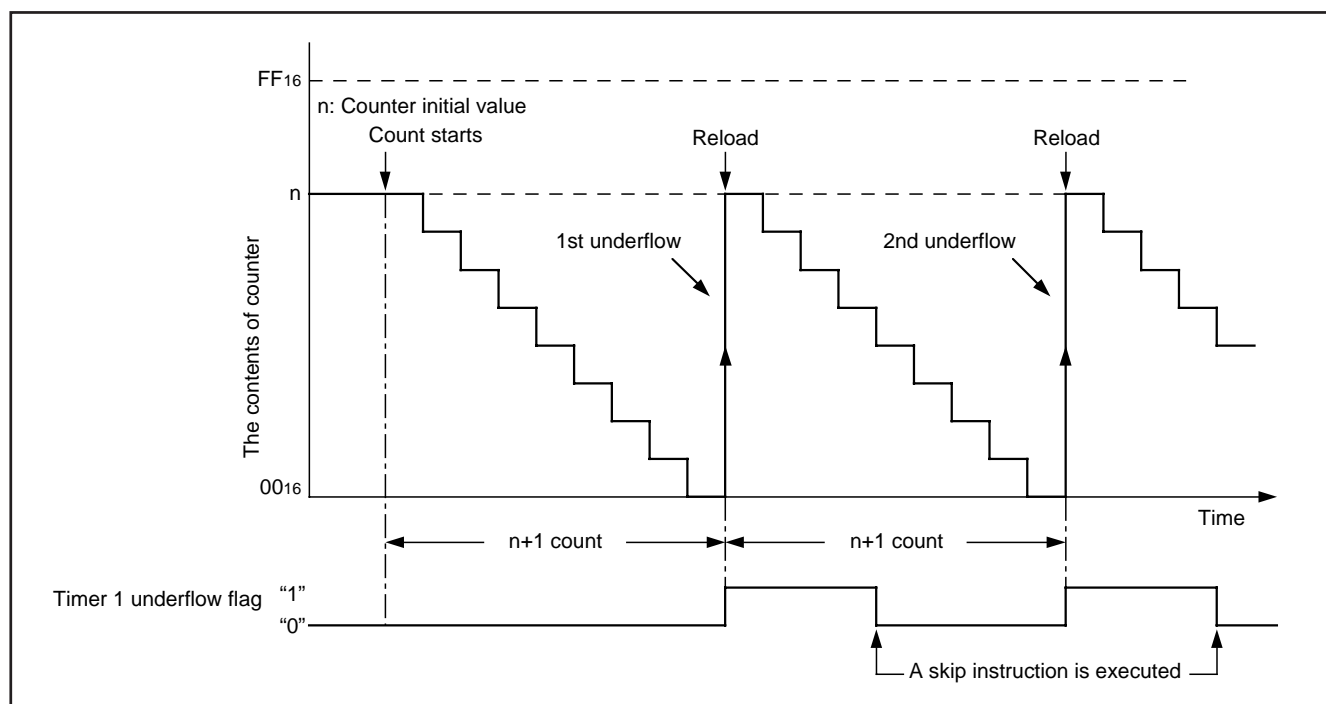 FF16
n: Counter initial value
Count starts
Reload
Reload
n
1st underflow
2nd underflow
The contents of counter
0016
Time
n+1 count
n+1 count
Timer 1 underflow flag
“1”
“0”
A skip instruction is executed